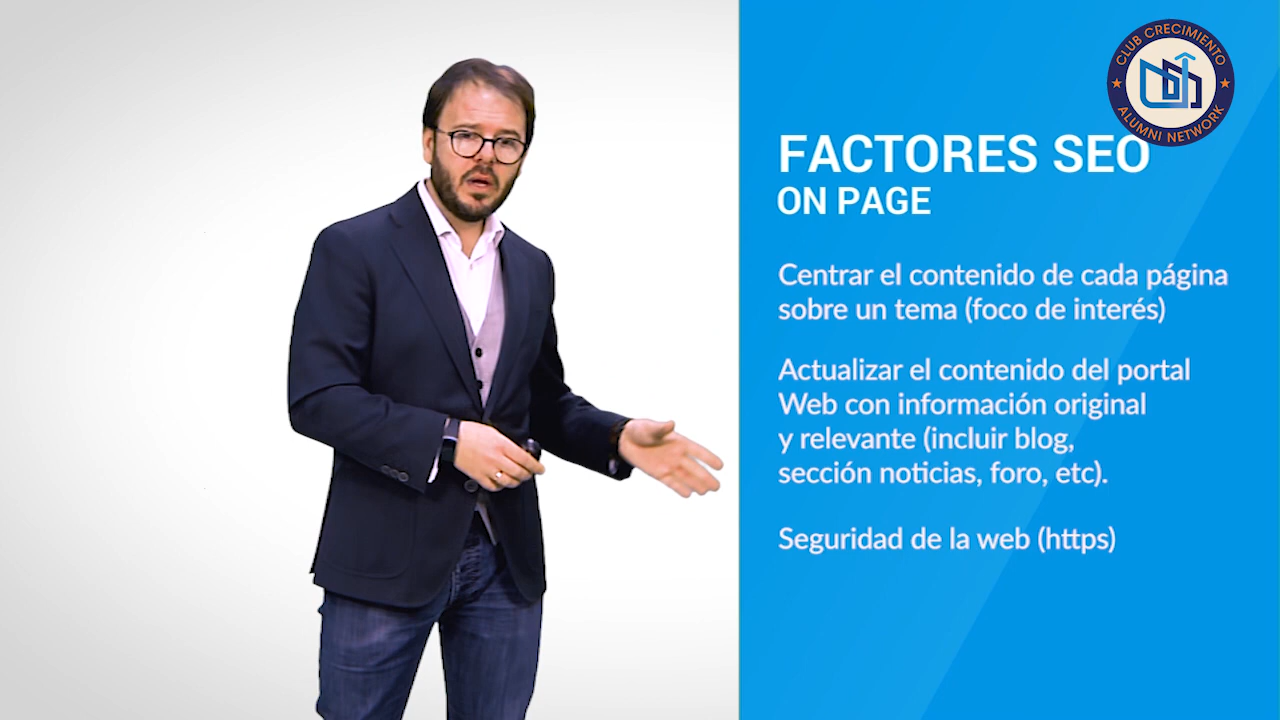 CLUB CRECIMIENTO
ALUMNI NETWORK
FACTORES SEO
ON PAGE
Centrar el contenido de cada página
sobre un tema (foco de interés)
Actualizar el contenido del portal
Web con información original
y relevante (incluir blog,
sección noticias, foro, etc).
Seguridad de la web (https)